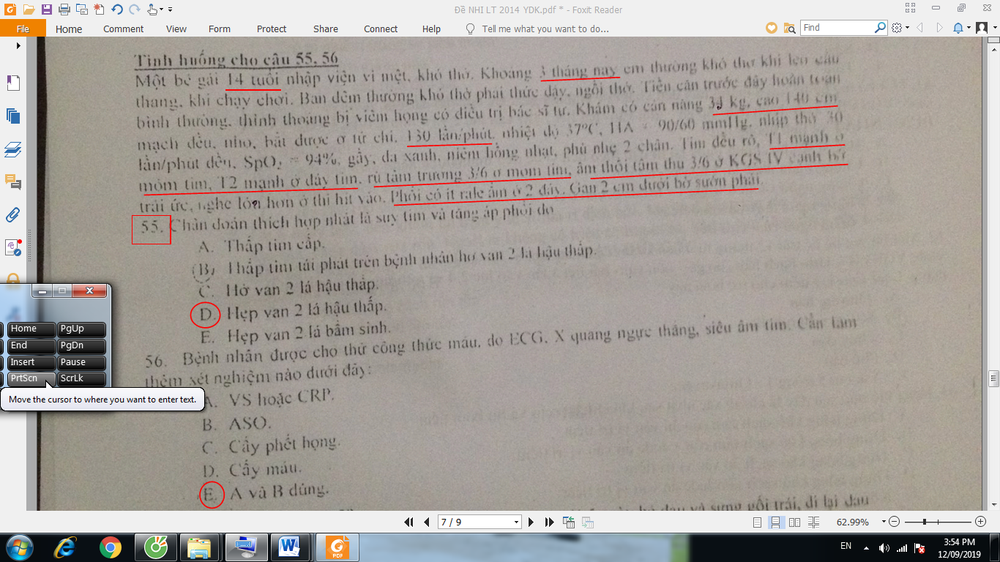 Đề NHI LT 2014 YDK.pdf * - Foxit Reader
File Home Comment View Form Protect Share Connect Help Tell me what you want to do... Find
Tình huống cho câu 55, 56
Một bé gái 14 tuổi nhập viện vì mệt, khó thở. Khoảng 3 tháng nay em thường khó thở khi leo cầu
thang, khi chạy chơi. Ban đêm thường khó thở phải thức dậy, ngồi thở. Tiền căn trước đây hoàn toàn
bình thường, thỉnh thoảng bị viêm họng có điều trị bác sĩ tư. Khám có cân nặng kg, cao 140 cm,
mạch đều, nhỏ, bắt được ở tứ chi, 130 lần/phút, nhiệt độ 37°C, HA = 90/60 mmHg, nhịp thở 30
lần/phút đều, SpO₂ = 94%, gầy, da xanh, niêm hồng nhạt, phù nhẹ 2 chân. Tim đều rõ, T1 mạnh ở
mỏm tim, T2 mạnh ở đáy tim, rù tâm trương 3/6 ở mỏm tim, âm thổi tâm thu 3/6 ở KGS IV cạnh bờ
trái ức, nghe lớn hơn ở thì hít vào. Phổi có ít rale ẩm ở 2 đáy. Gan 2 cm dưới bờ sườn phải.
55. Chẩn đoán thích hợp nhất là suy tim và tăng áp phổi do
A. Thấp tim cấp.
B. Thấp tim tái phát trên bệnh nhân hở van 2 lá hậu thấp.
C. Hở van 2 lá hậu thấp.
D. Hẹp van 2 lá hậu thấp.
E. Hẹp van 2 lá bẩm sinh.
56. Bệnh nhân được cho thử công thức máu, đo ECG, X quang ngực thẳng, siêu âm tim. Cần làm
thêm xét nghiệm nào dưới đây:
A. VS hoặc CRP.
B. ASO.
C. Cấy phết họng.
D. Cấy máu.
E. A và B đúng.
và sưng gối trái, đi lại đau
Home PgUp
End PgDn
Insert Pause
PrtScn ScrLk
Move the cursor to where you want to enter text.
7 / 9 62.99%
EN 3:54 PM
12/09/2019